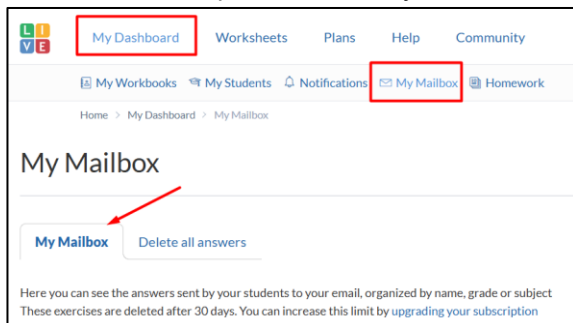 LIVE
My Dashboard Worksheets Plans Help Community
My Workbooks My Students Notifications My Mailbox Homework
Home > My Dashboard > My Mailbox
My Mailbox
My Mailbox Delete all answers
Here you can see the answers sent by your students to your email, organized by name, grade or subject
These exercises are deleted after 30 days. You can increase this limit by upgrading your subscription